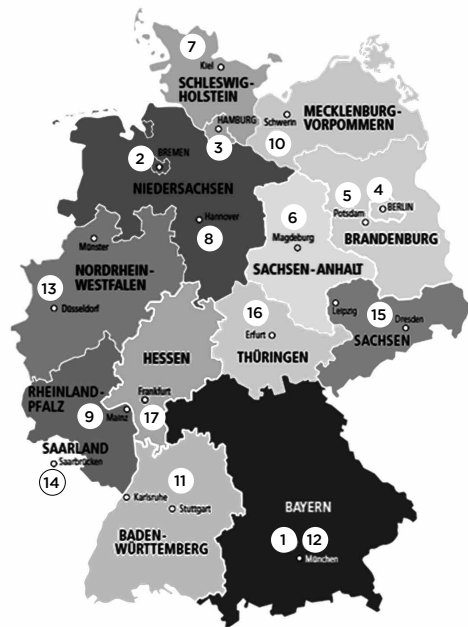 7
Kiel
SCHLESWIG-
HOLSTEIN
HAMBURG
3
MECKLENBURG-
VORPOMMERN
Schwerin
10
BREMEN
2
NIEDERSACHSEN
Hannover
8
5
4
Potsdam
BERLIN
BRANDENBURG
6
Magdeburg
SACHSEN-ANHALT
Münster
NORDRHEIN-
WESTFALEN
13
Düsseldorf
16
Erfurt
THÜRINGEN
Leipzig
15
Dresden
SACHSEN
HESSEN
Frankfurt
17
RHEINLAND-
PFALZ
9
Mainz
SAARLAND
Saarbrücken
14
11
Karlsruhe
Stuttgart
BADEN-
WÜRTTEMBERG
BAYERN
1
12
München